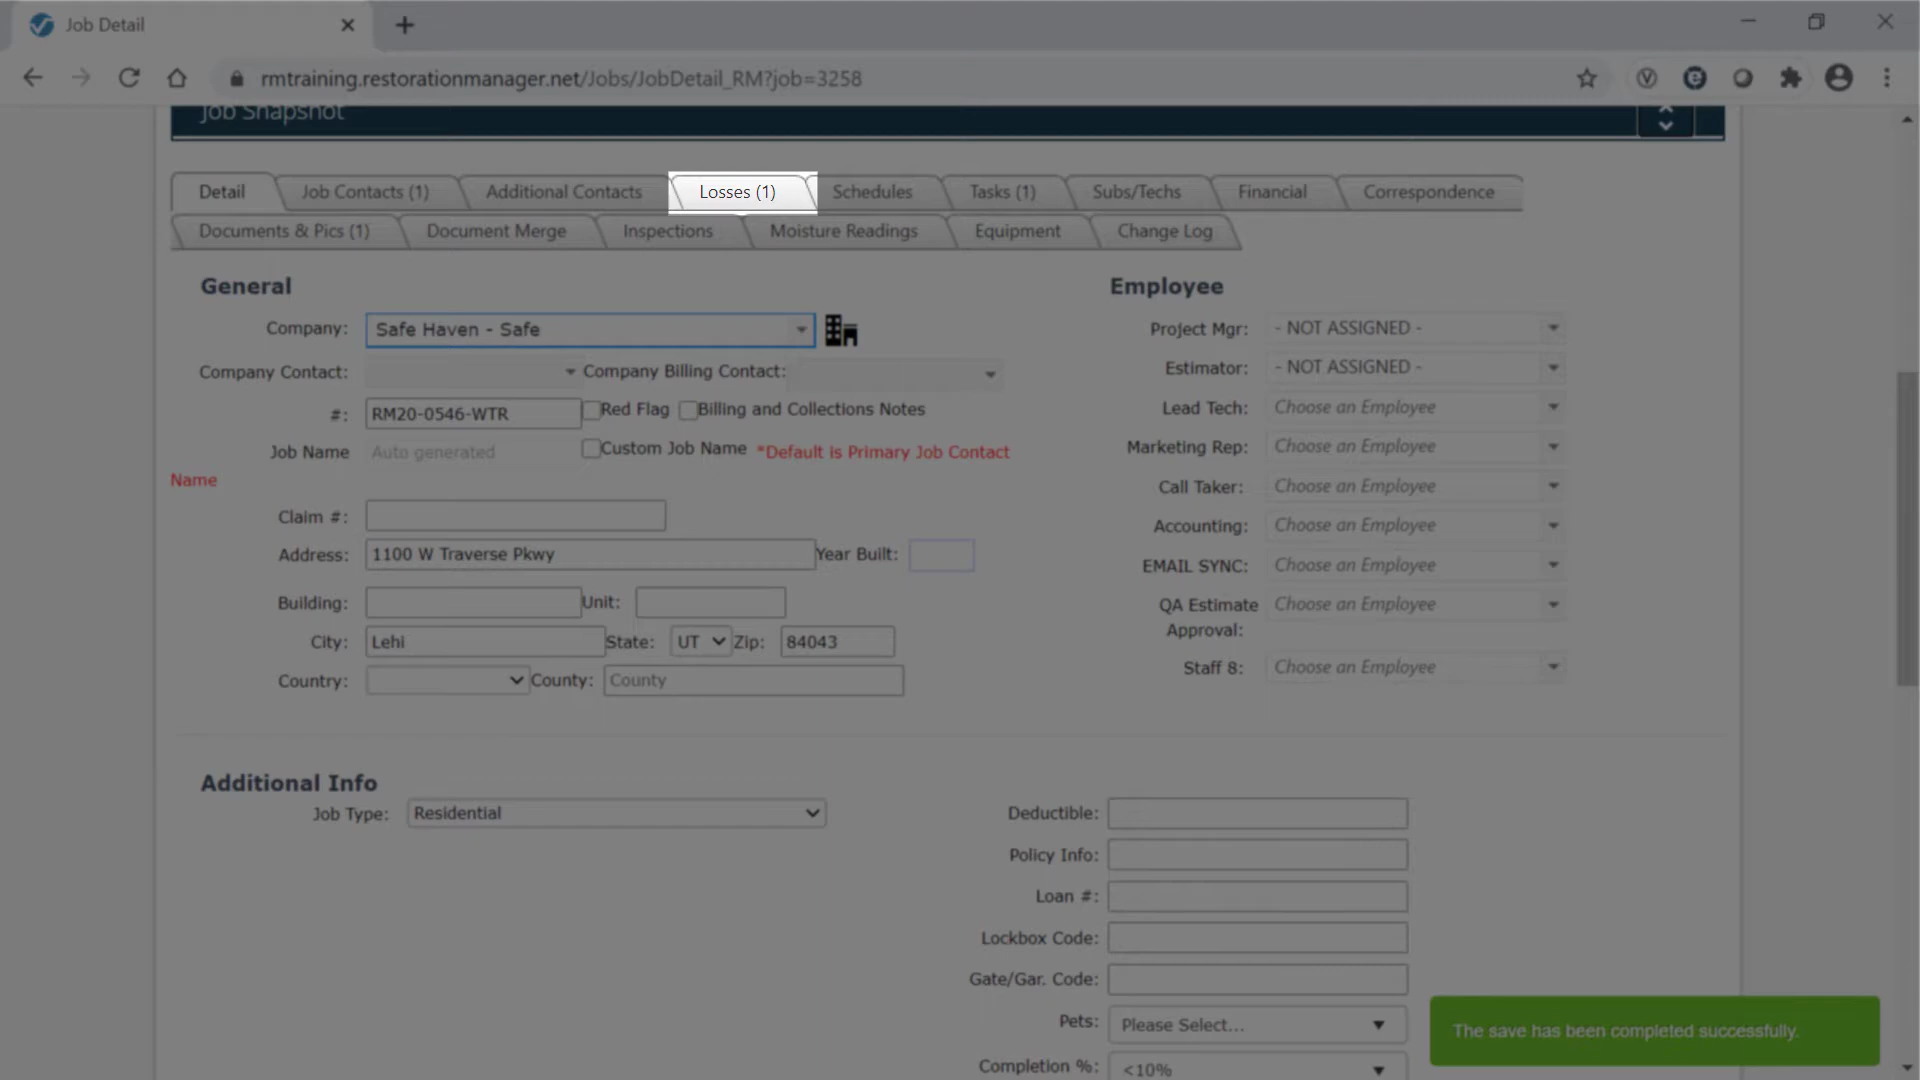 Job Detail
rmtraining.restorationmanager.net/Jobs/JobDetail_RM?job=3258
Job Snapshot
Detail Job Contacts (1) Additional Contacts Losses (1) Schedules Tasks (1) Subs/Techs Financial Correspondence
Documents & Pics (1) Document Merge Inspections Moisture Readings Equipment Change Log
General
Company: Safe Haven - Safe
Company Contact: Company Billing Contact:
#: RM20-0546-WTR Red Flag Billing and Collections Notes
Job Name Auto generated Custom Job Name *Default is Primary Job Contact
Name
Claim #:
Address: 1100 W Traverse Pkwy Year Built:
Building: Unit:
City: Lehi State: UT Zip: 84043
Country: County: County
Employee
Project Mgr: - NOT ASSIGNED -
Estimator: - NOT ASSIGNED -
Lead Tech: Choose an Employee
Marketing Rep: Choose an Employee
Call Taker: Choose an Employee
Accounting: Choose an Employee
EMAIL SYNC: Choose an Employee
QA Estimate Choose an Employee
Approval:
Staff 8: Choose an Employee
Additional Info
Job Type: Residential
Deductible:
Policy Info:
Loan #:
Lockbox Code:
Gate/Gar. Code:
Pets: Please Select...
Completion %: <10%
The save has been completed successfully.